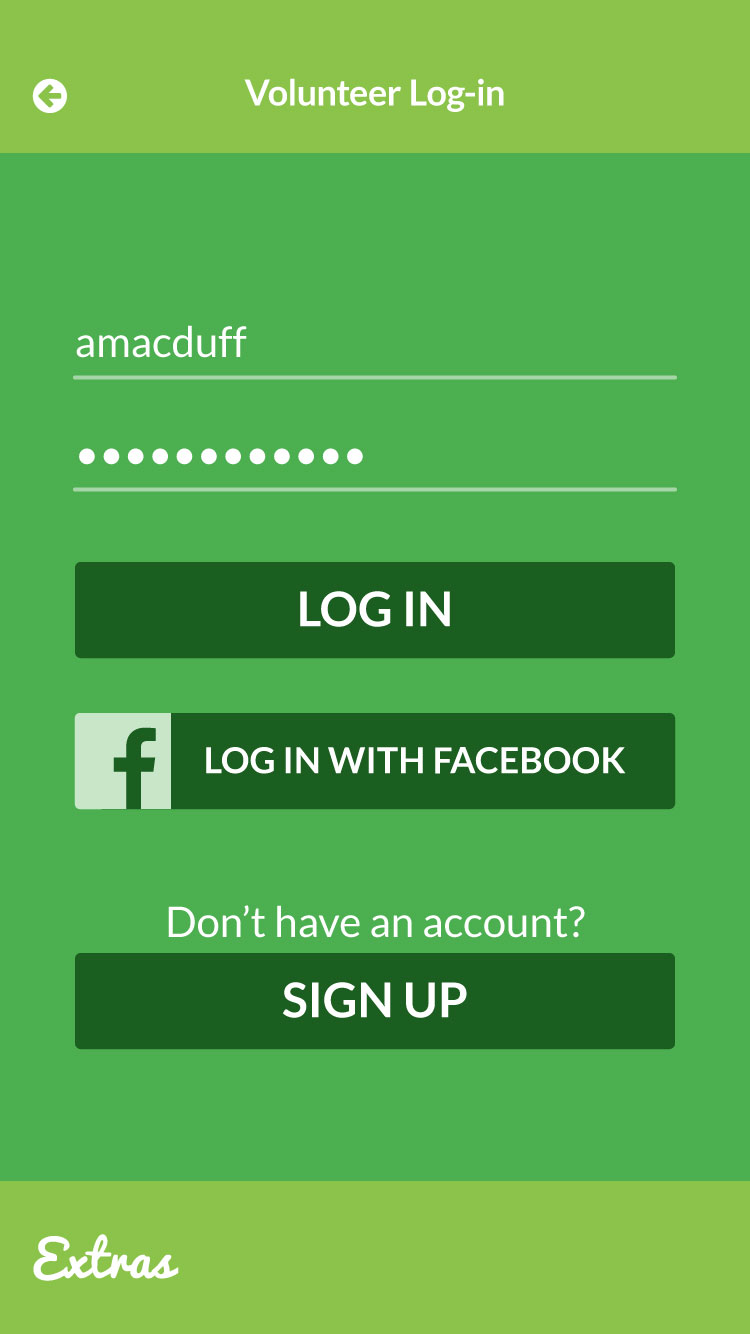 Volunteer Log-in
amacduff
LOG IN
LOG IN WITH FACEBOOK
Don’t have an account?
SIGN UP
Extras